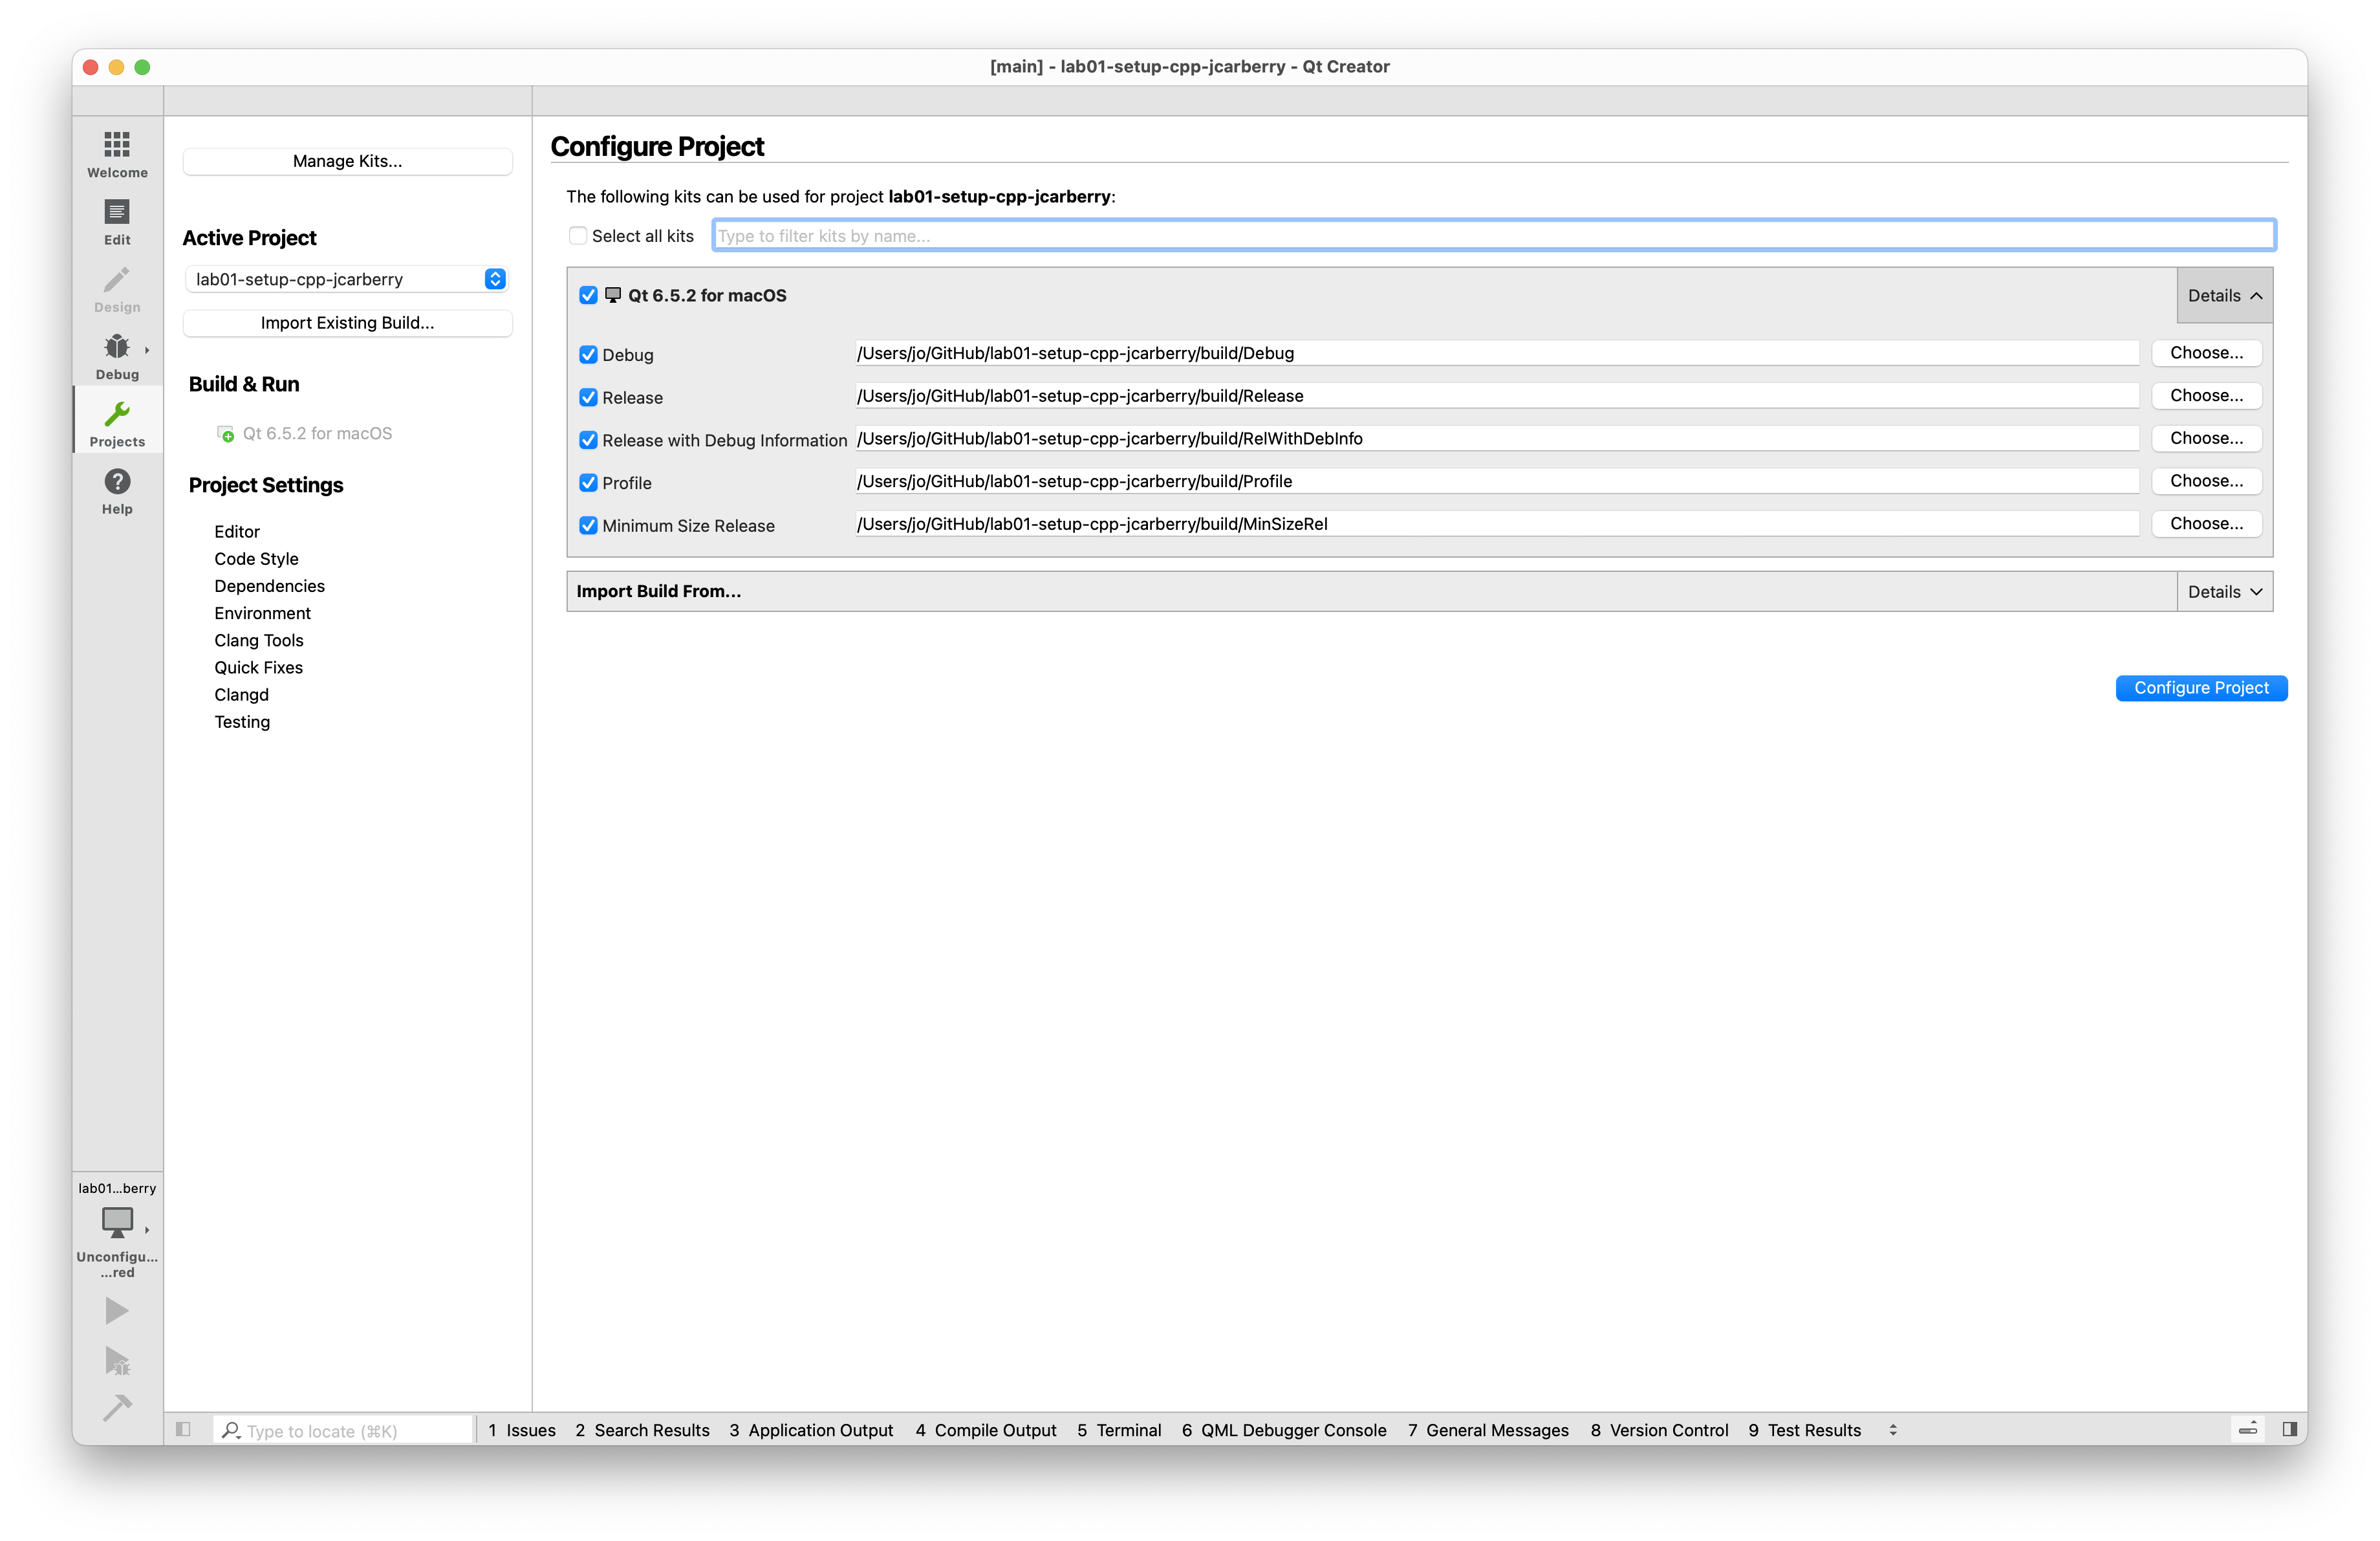 [main] - lab01-setup-cpp-jcarberry - Qt Creator
Welcome
Edit
Design
Debug
Projects
Help
Manage Kits...
Active Project
lab01-setup-cpp-jcarberry
Import Existing Build...
Build & Run
Qt 6.5.2 for macOS
Project Settings
Editor
Code Style
Dependencies
Environment
Clang Tools
Quick Fixes
Clangd
Testing
Configure Project
The following kits can be used for project lab01-setup-cpp-jcarberry:
Select all kits Type to filter kits by name...
Qt 6.5.2 for macOS Details
Debug /Users/jo/GitHub/lab01-setup-cpp-jcarberry/build/Debug Choose...
Release /Users/jo/GitHub/lab01-setup-cpp-jcarberry/build/Release Choose...
Release with Debug Information /Users/jo/GitHub/lab01-setup-cpp-jcarberry/build/RelWithDebInfo Choose...
Profile /Users/jo/GitHub/lab01-setup-cpp-jcarberry/build/Profile Choose...
Minimum Size Release /Users/jo/GitHub/lab01-setup-cpp-jcarberry/build/MinSizeRel Choose...
Import Build From... Details
Configure Project
lab01...berry
Unconfigu...
...red
Type to locate (⌘K) 1 Issues 2 Search Results 3 Application Output 4 Compile Output 5 Terminal 6 QML Debugger Console 7 General Messages 8 Version Control 9 Test Results